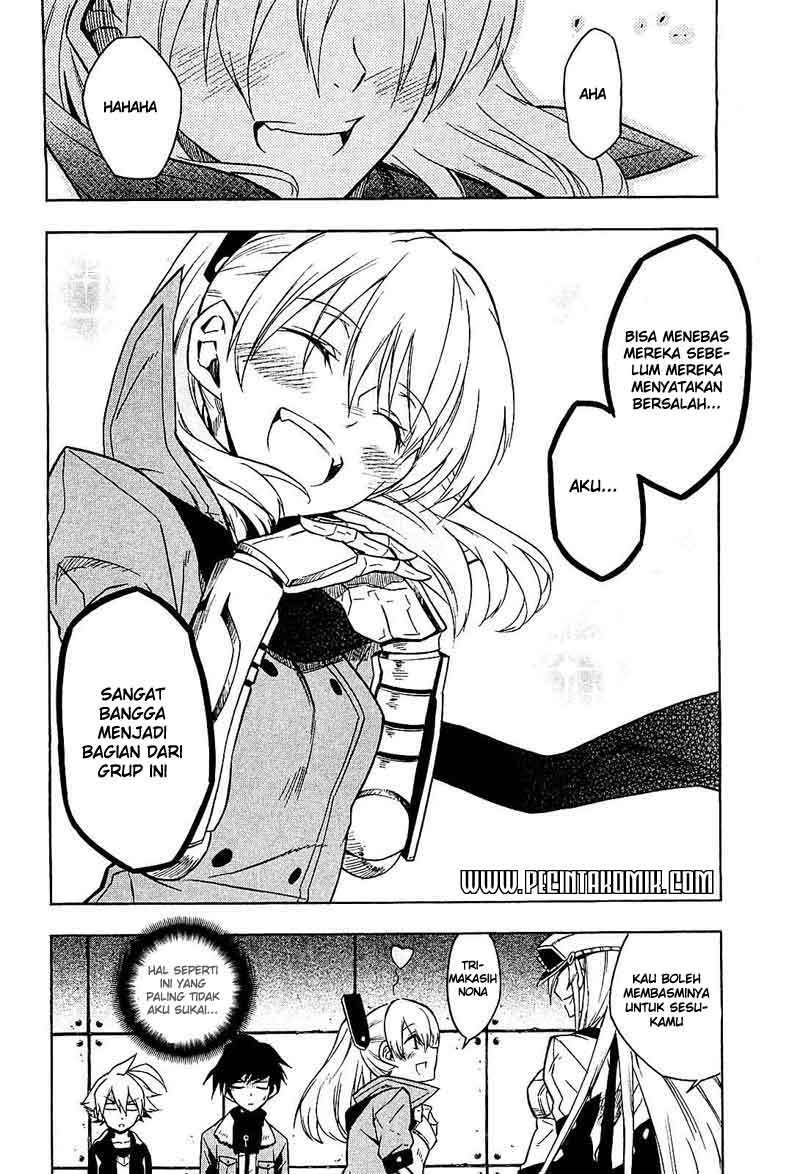 AHA
HAHAHA
BISA MENEBAS
MEREKA SEBE-
LUM MEREKA
MENYATAKAN
BERSALAH...
AKU...
SANGAT
BANGGA
MENJADI
BAGIAN DARI
GRUP INI
WWW.PECINTAKOMIK.COM
KAU BOLEH
MEMBASMINYA
UNTUK SESU-
KAMU
TRI-
MAKASIH
NONA
HAL SEPERTI
INI YANG
PALING TIDAK
AKU SUKAI...